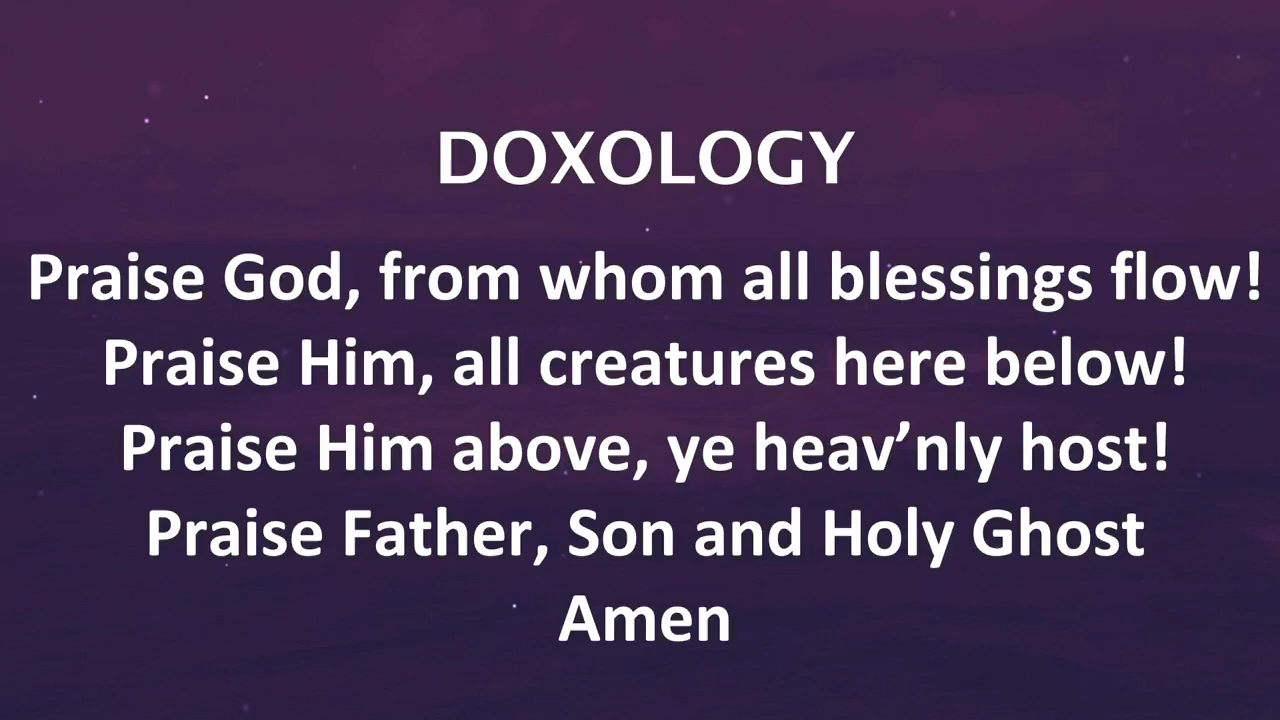 DOXOLOGY
Praise God, from whom all blessings flow!
Praise Him, all creatures here below!
Praise Him above, ye heav’nly host!
Praise Father, Son and Holy Ghost
Amen